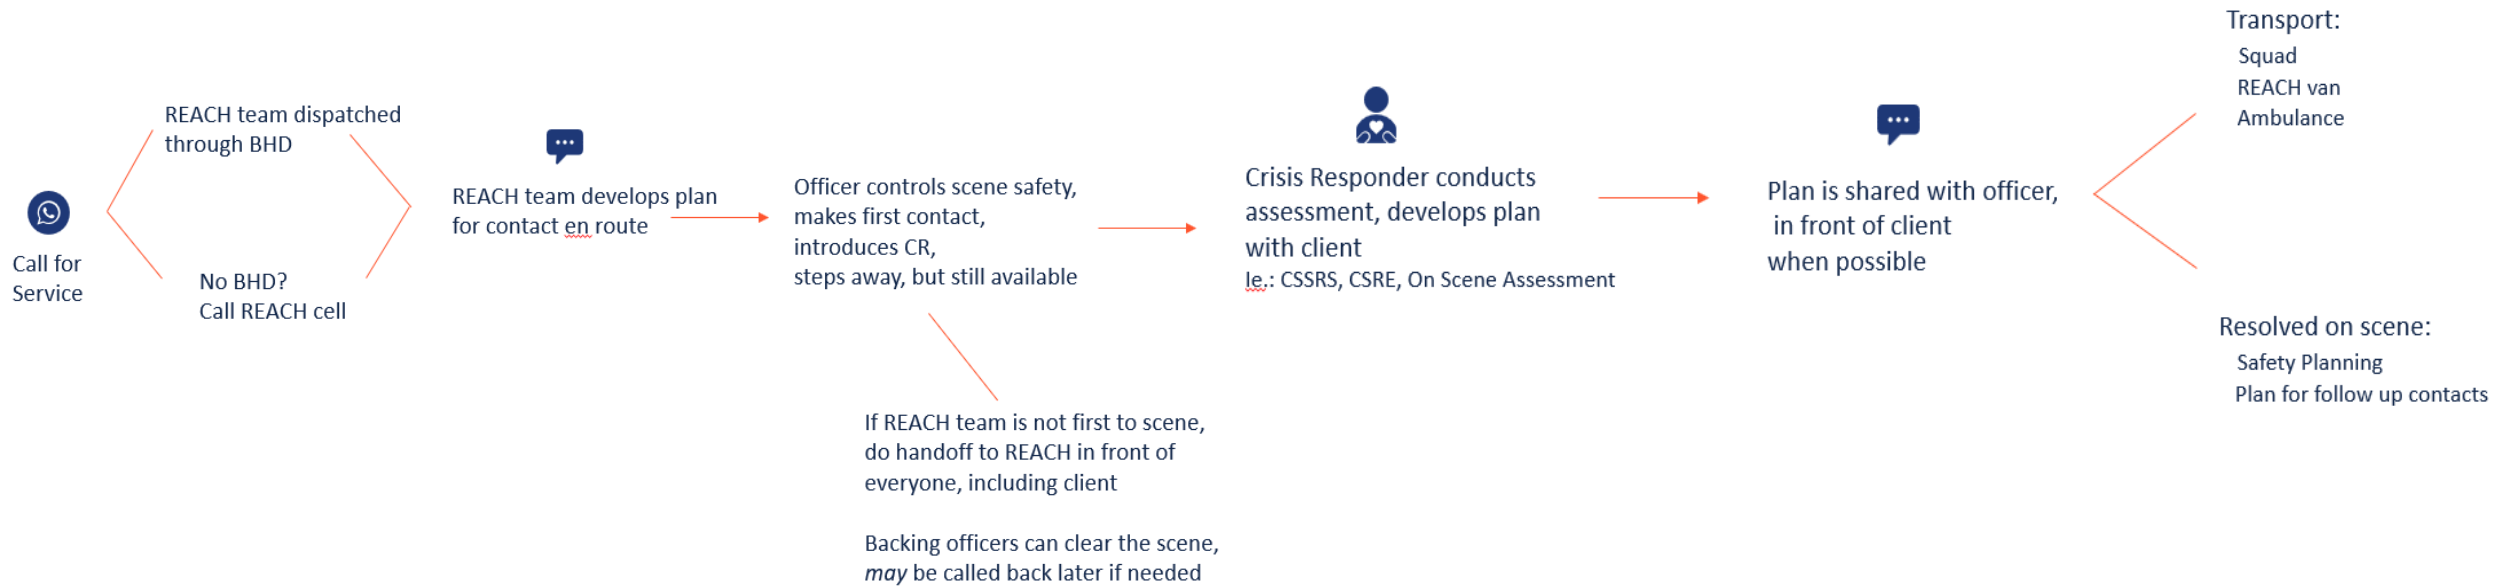 Call for
Service
REACH team dispatched
through BHD
No BHD?
Call REACH cell
REACH team develops plan
for contact en route
Officer controls scene safety,
makes first contact,
introduces CR,
steps away, but still available
If REACH team is not first to scene,
do handoff to REACH in front of
everyone, including client
Backing officers can clear the scene,
may be called back later if needed
Crisis Responder conducts
assessment, develops plan
with client
Ie.: CSSRS, CSRE, On Scene Assessment
Plan is shared with officer,
in front of client
when possible
Transport:
Squad
REACH van
Ambulance
Resolved on scene:
Safety Planning
Plan for follow up contacts